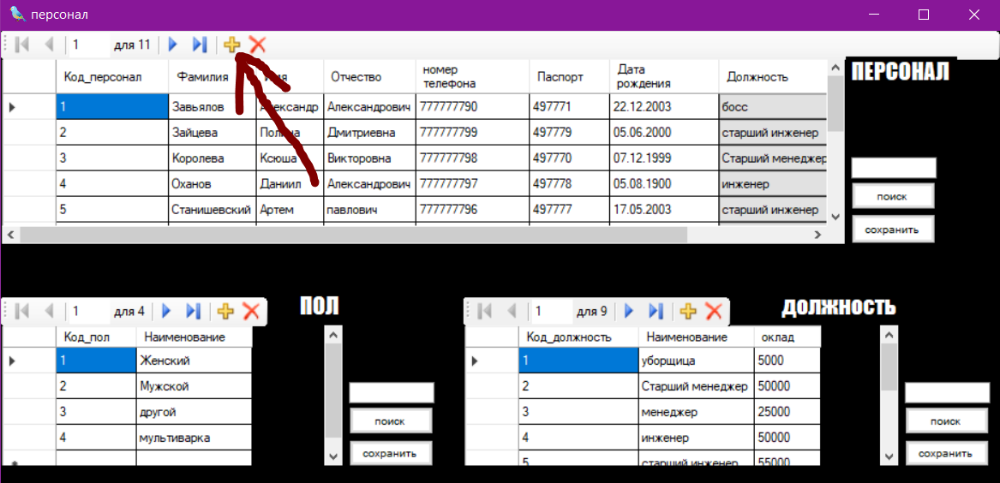 персонал
1 для 11
Код_персонал Фамилия Имя Отчество номер телефона Паспорт Дата рождения Должность
ПЕРСОНАЛ
1 Завьялов Александр Александрович 777777790 497771 22.12.2003 босс
2 Зайцева Полина Дмитриевна 777777799 497779 05.06.2000 старший инженер
3 Королева Ксюша Викторовна 777777798 497770 07.12.1999 Старший менеджер
4 Оханов Даниил Александрович 777777797 497778 05.08.1900 инженер
5 Станишевский Артем павлович 777777796 497777 17.05.2003 старший инженер
поиск
сохранить
1 для 4
ПОЛ
Код_пол Наименование
1 Женский
2 Мужской
3 другой
4 мультиварка
поиск
сохранить
1 для 9
ДОЛЖНОСТЬ
Код_должность Наименование оклад
1 уборщица 5000
2 Старший менеджер 50000
3 менеджер 25000
4 инженер 50000
5 старший инженер 55000
поиск
сохранить